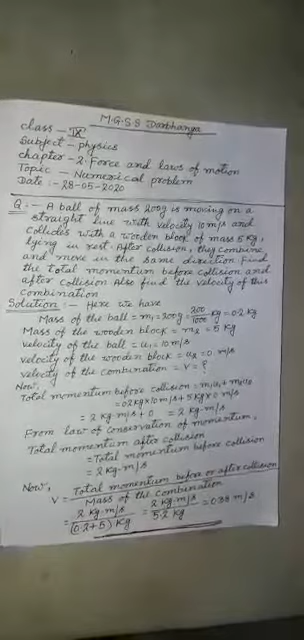 M.G.S.S Darbhanga
class - IX
Subject - physics
chapter - 2. Force and laws of motion
Topic - Numerical problem
Date :- 28-05-2020
Q. - A ball of mass 200g is moving on a
straight line with velocity 10 m/s and
collides with a wooden block of mass 5 Kg,
lying in rest. After collision, they combine
and move in the same direction. Find
the total momentum before collision and
after collision. Also find the velocity of this
combination
Solution - Here we have
Mass of the ball = m₁ = 200g = 200/1000 kg = 0.2 kg
Mass of the wooden block = m₂ = 5 Kg
velocity of the ball = u₁ = 10 m/s
velocity of the wooden block = u₂ = 0 m/s
velocity of the combination = v = ?
Now,
Total momentum before collision = m₁u₁ + m₂u₂
= 0.2 kg x 10 m/s + 5 Kg x 0 m/s
= 2 kg·m/s + 0 = 2 Kg·m/s
From law of conservation of momentum,
Total momentum after collision
= Total momentum before collision
= 2 kg·m/s
Now,
V = Total momentum before or after collision
Mass of the combination
= 2 Kg·m/s / (0.2+5) Kg = 2 Kg·m/s / 5.2 Kg = 0.38 m/s